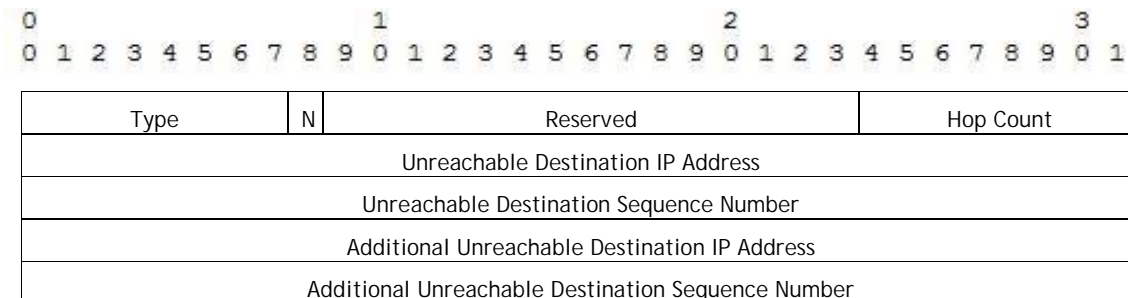 0 1 2 3
0 1 2 3 4 5 6 7 8 9 0 1 2 3 4 5 6 7 8 9 0 1 2 3 4 5 6 7 8 9 0 1
Type N Reserved Hop Count
Unreachable Destination IP Address
Unreachable Destination Sequence Number
Additional Unreachable Destination IP Address
Additional Unreachable Destination Sequence Number